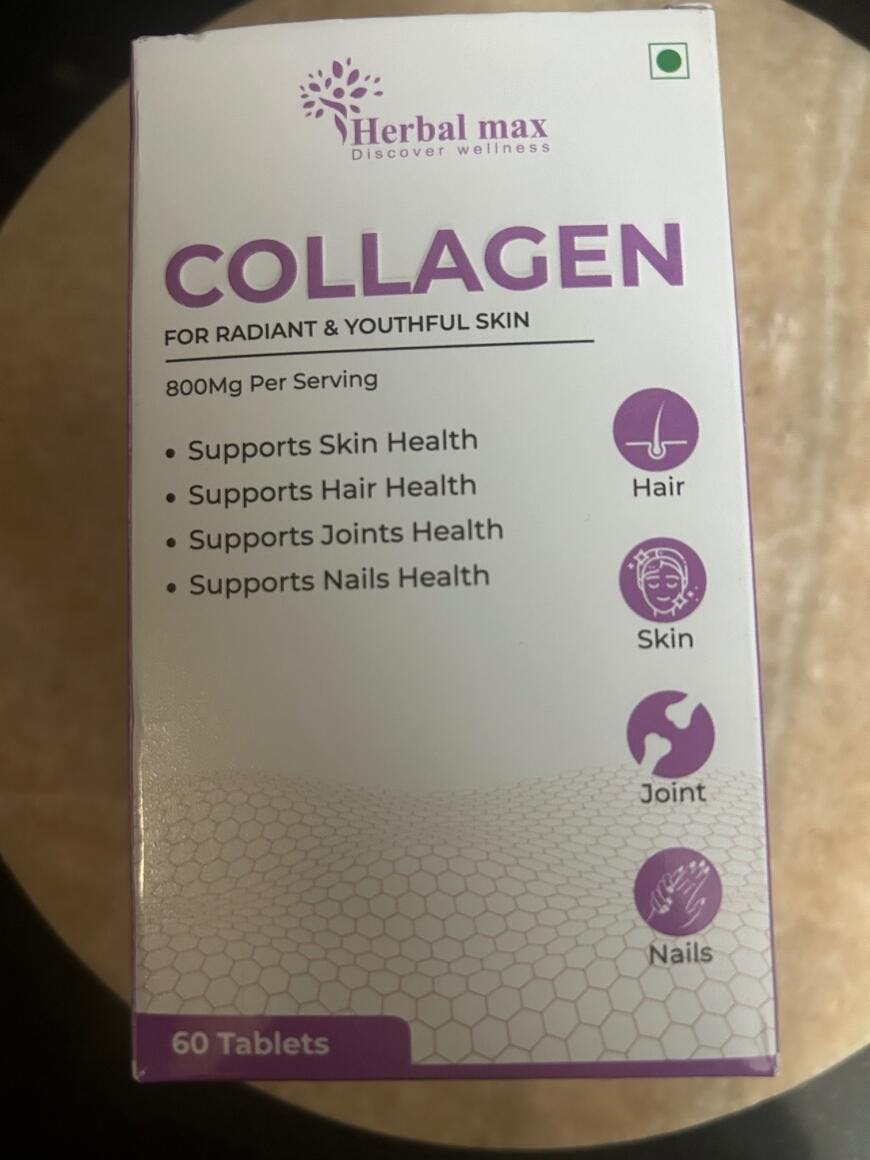 Herbal max
Discover wellness
COLLAGEN
FOR RADIANT & YOUTHFUL SKIN
800Mg Per Serving
• Supports Skin Health
• Supports Hair Health
• Supports Joints Health
• Supports Nails Health
Hair
Skin
Joint
Nails
60 Tablets